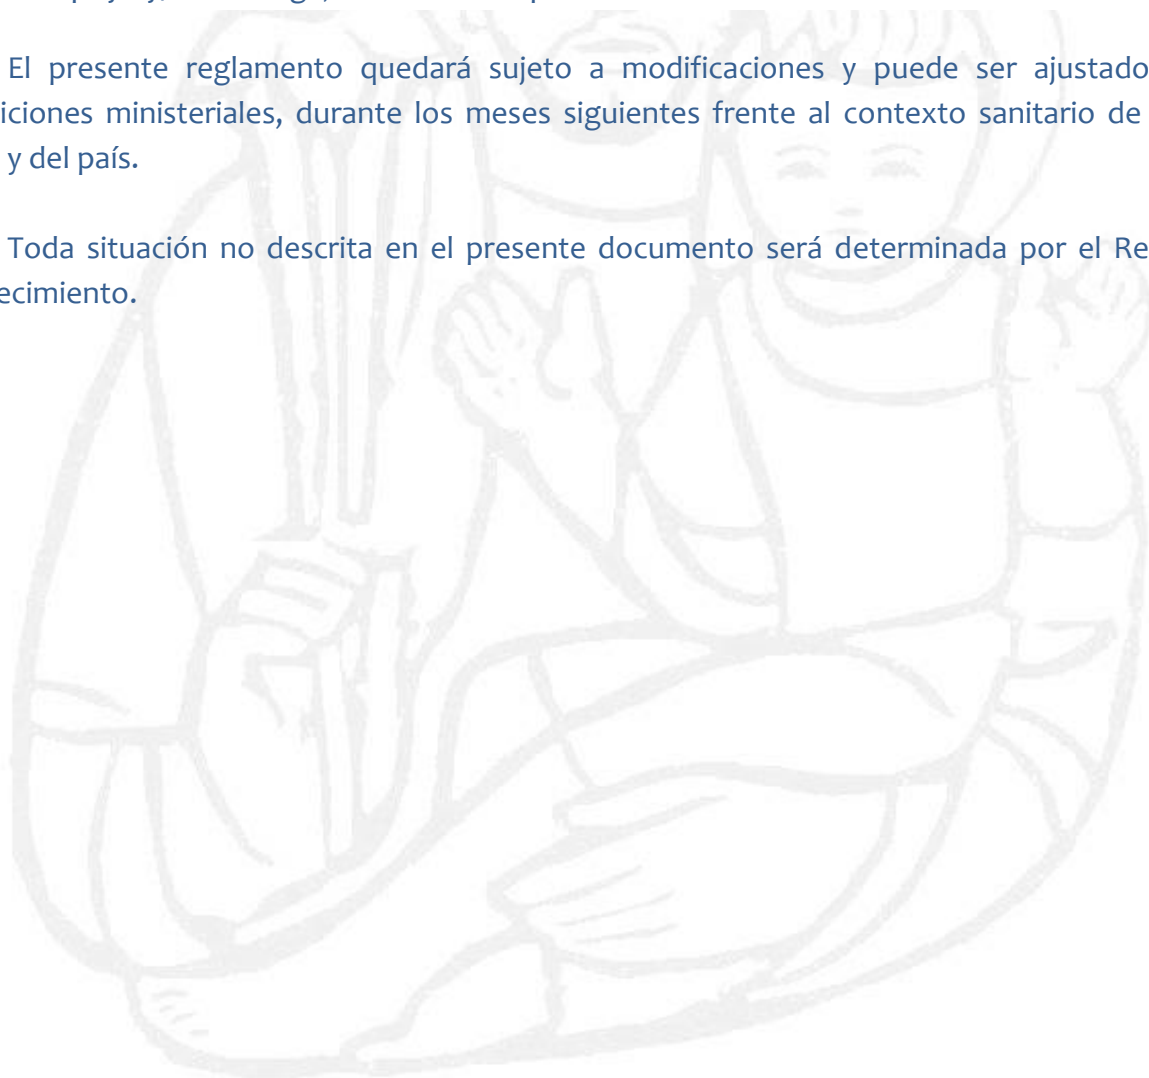 El presente reglamento quedará sujeto a modificaciones y puede ser ajustado
iciones ministeriales, durante los meses siguientes frente al contexto sanitario de
y del país.
Toda situación no descrita en el presente documento será determinada por el Re
ecimiento.